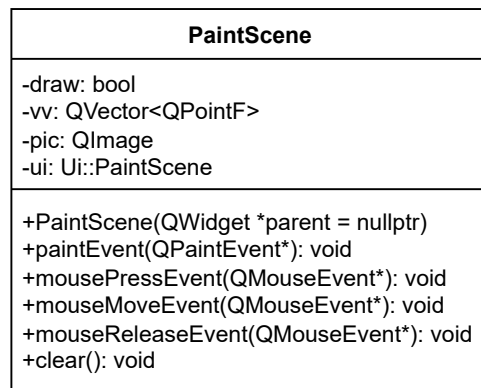 PaintScene
-draw: bool
-vv: QVector<QPointF>
-pic: QImage
-ui: Ui::PaintScene
+PaintScene(QWidget *parent = nullptr)
+paintEvent(QPaintEvent*): void
+mousePressEvent(QMouseEvent*): void
+mouseMoveEvent(QMouseEvent*): void
+mouseReleaseEvent(QMouseEvent*): void
+clear(): void